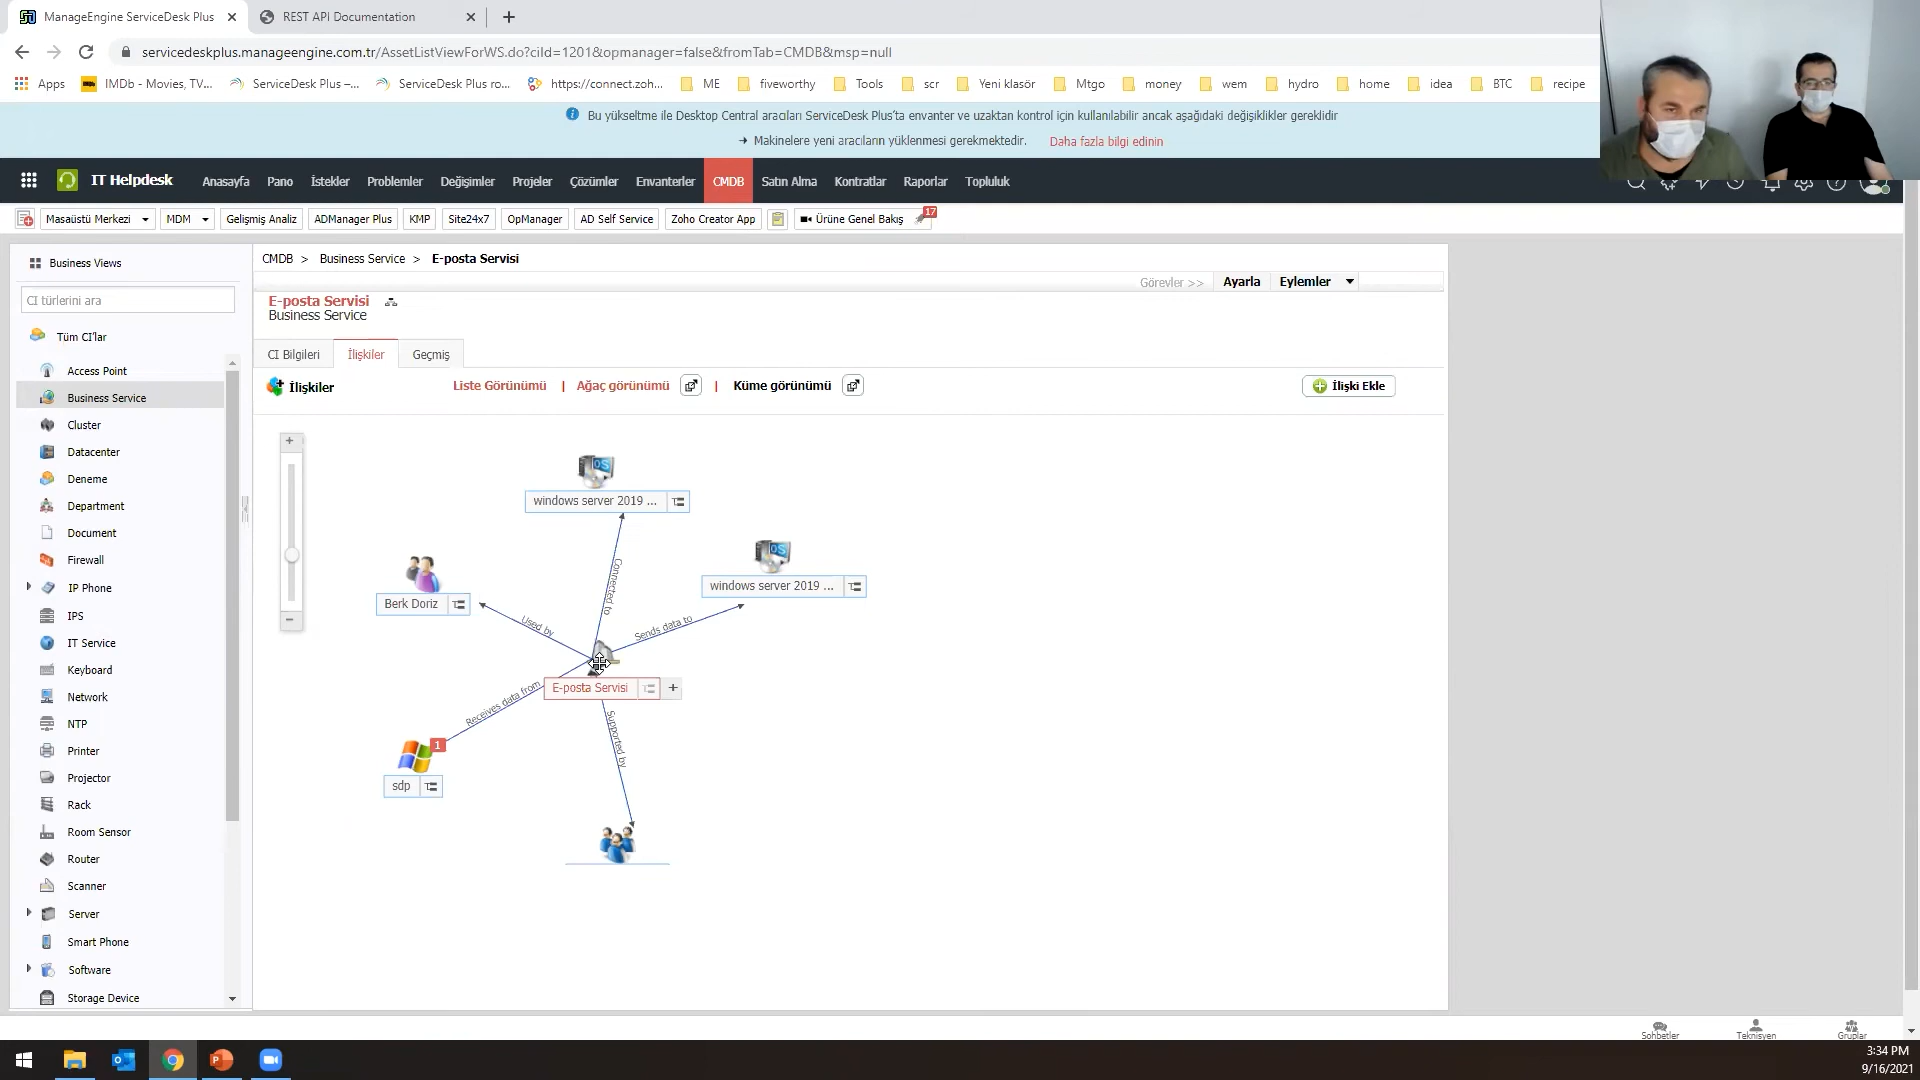 ManageEngine ServiceDesk Plus
REST API Documentation
servicedeskplus.manageengine.com.tr/AssetListViewForWS.do?ciId=1201&opmanager=false&fromTab=CMDB&msp=null
Apps
IMDb - Movies, TV...
ServiceDesk Plus –...
ServiceDesk Plus ro...
https://connect.zoh...
ME
fiveworthy
Tools
scr
Yeni klasör
Mtgo
money
wem
hydro
home
idea
BTC
recipe
Bu yükseltme ile Desktop Central aracıları ServiceDesk Plus'ta envanter ve uzaktan kontrol için kullanılabilir ancak aşağıdaki değişiklikler gereklidir
Makinelere yeni aracıların yüklenmesi gerekmektedir. Daha fazla bilgi edinin
IT Helpdesk
Anasayfa
Pano
İstekler
Problemler
Değişimler
Projeler
Çözümler
Envanterler
CMDB
Satın Alma
Kontratlar
Raporlar
Topluluk
Masaüstü Merkezi
MDM
Gelişmiş Analiz
ADManager Plus
KMP
Site24x7
OpManager
AD Self Service
Zoho Creator App
Ürüne Genel Bakış
17
Business Views
CI türlerini ara
Tüm CI'lar
Access Point
Business Service
Cluster
Datacenter
Deneme
Department
Document
Firewall
IP Phone
IPS
IT Service
Keyboard
Network
NTP
Printer
Projector
Rack
Room Sensor
Router
Scanner
Server
Smart Phone
Software
Storage Device
CMDB > Business Service > E-posta Servisi
Görevler >>
Ayarla
Eylemler
E-posta Servisi
Business Service
CI Bilgileri
İlişkiler
Geçmiş
İlişkiler
Liste Görünümü | Ağaç görünümü | Küme görünümü
İlişki Ekle
OS
windows server 2019 ...
OS
windows server 2019 ...
Berk Doriz
Connected to
Used by
Sends data to
E-posta Servisi
Receives data from
Supported by
1
sdp
Sohbetler
Teknisyen
Gruplar
3:34 PM
9/16/2021